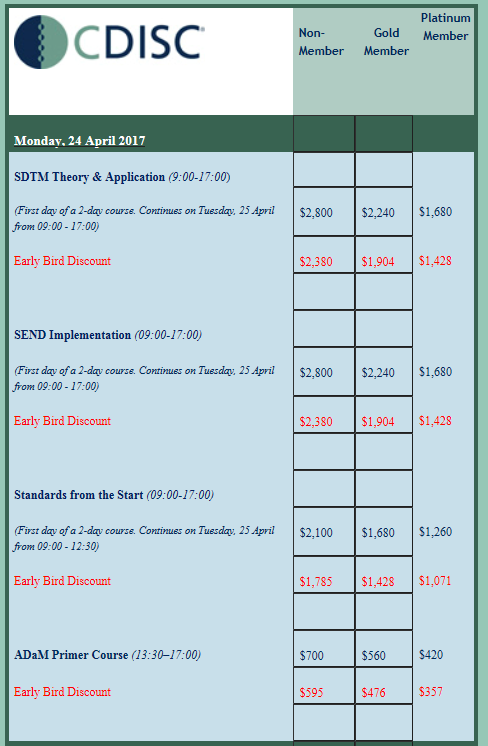 CDISC
Non-Member
Gold Member
Platinum Member
Monday, 24 April 2017
SDTM Theory & Application (9:00-17:00)
(First day of a 2-day course. Continues on Tuesday, 25 April
from 09:00 - 17:00)
$2,800 $2,240 $1,680
Early Bird Discount $2,380 $1,904 $1,428
SEND Implementation (09:00-17:00)
(First day of a 2-day course. Continues on Tuesday, 25 April
from 09:00 - 17:00)
$2,800 $2,240 $1,680
Early Bird Discount $2,380 $1,904 $1,428
Standards from the Start (09:00-17:00)
(First day of a 2-day course. Continues on Tuesday, 25 April
from 09:00 - 12:30)
$2,100 $1,680 $1,260
Early Bird Discount $1,785 $1,428 $1,071
ADaM Primer Course (13:30–17:00) $700 $560 $420
Early Bird Discount $595 $476 $357